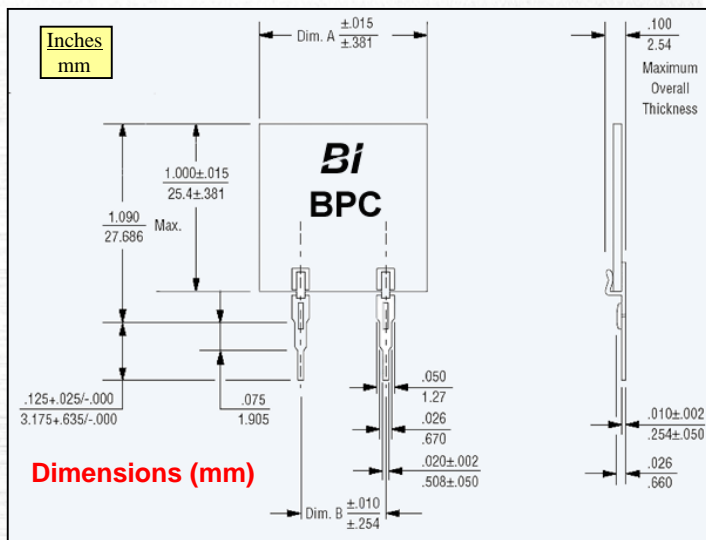 Inches
mm
Dim. A ±.015
±.381
.100
2.54
Maximum
Overall
Thickness
BI
BPC
1.000±.015
25.4±.381
1.090
27.686
Max.
.125+.025/-.000
3.175+.635/-.000
.075
1.905
.050
1.27
.026
.670
.020±.002
.508±.050
.010±.002
.254±.050
.026
.660
Dimensions (mm)
Dim. B ±.010
±.254